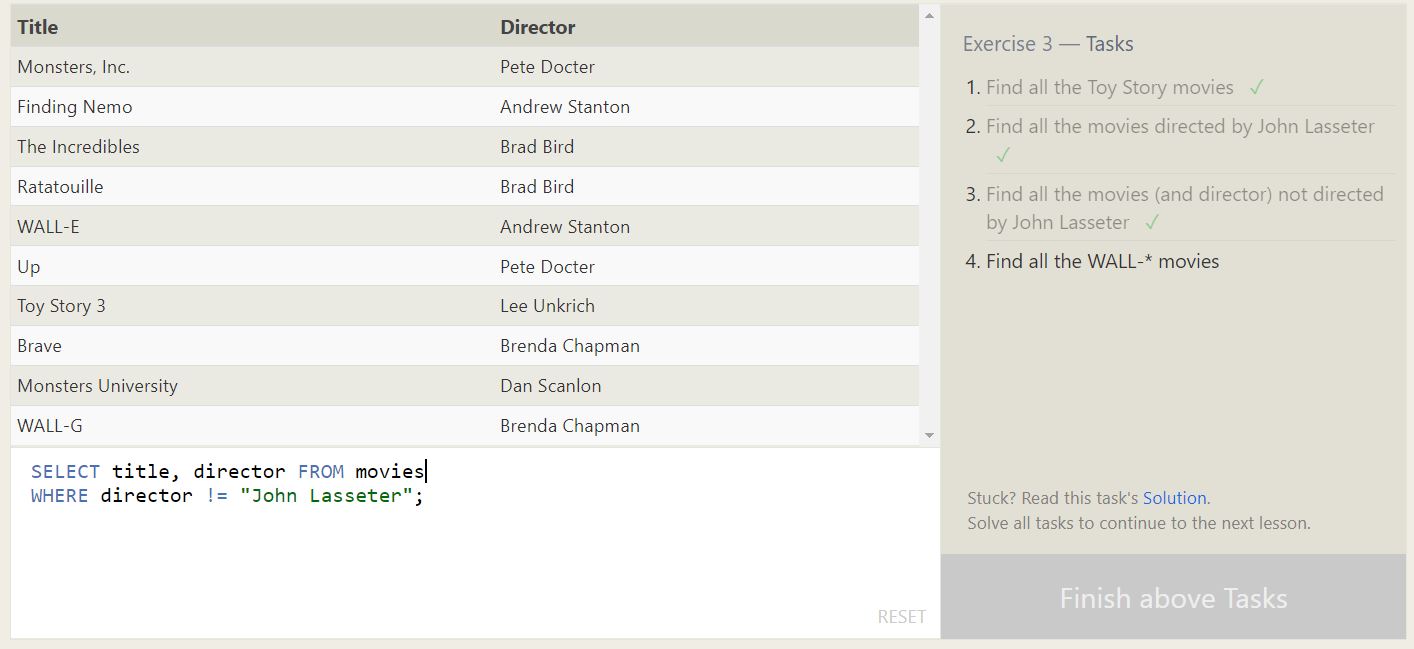 Title Director
Monsters, Inc. Pete Docter
Finding Nemo Andrew Stanton
The Incredibles Brad Bird
Ratatouille Brad Bird
WALL-E Andrew Stanton
Up Pete Docter
Toy Story 3 Lee Unkrich
Brave Brenda Chapman
Monsters University Dan Scanlon
WALL-G Brenda Chapman
SELECT title, director FROM movies
WHERE director != "John Lasseter";
RESET
Exercise 3 — Tasks
1. Find all the Toy Story movies ✓
2. Find all the movies directed by John Lasseter
✓
3. Find all the movies (and director) not directed
by John Lasseter ✓
4. Find all the WALL-* movies
Stuck? Read this task's Solution.
Solve all tasks to continue to the next lesson.
Finish above Tasks